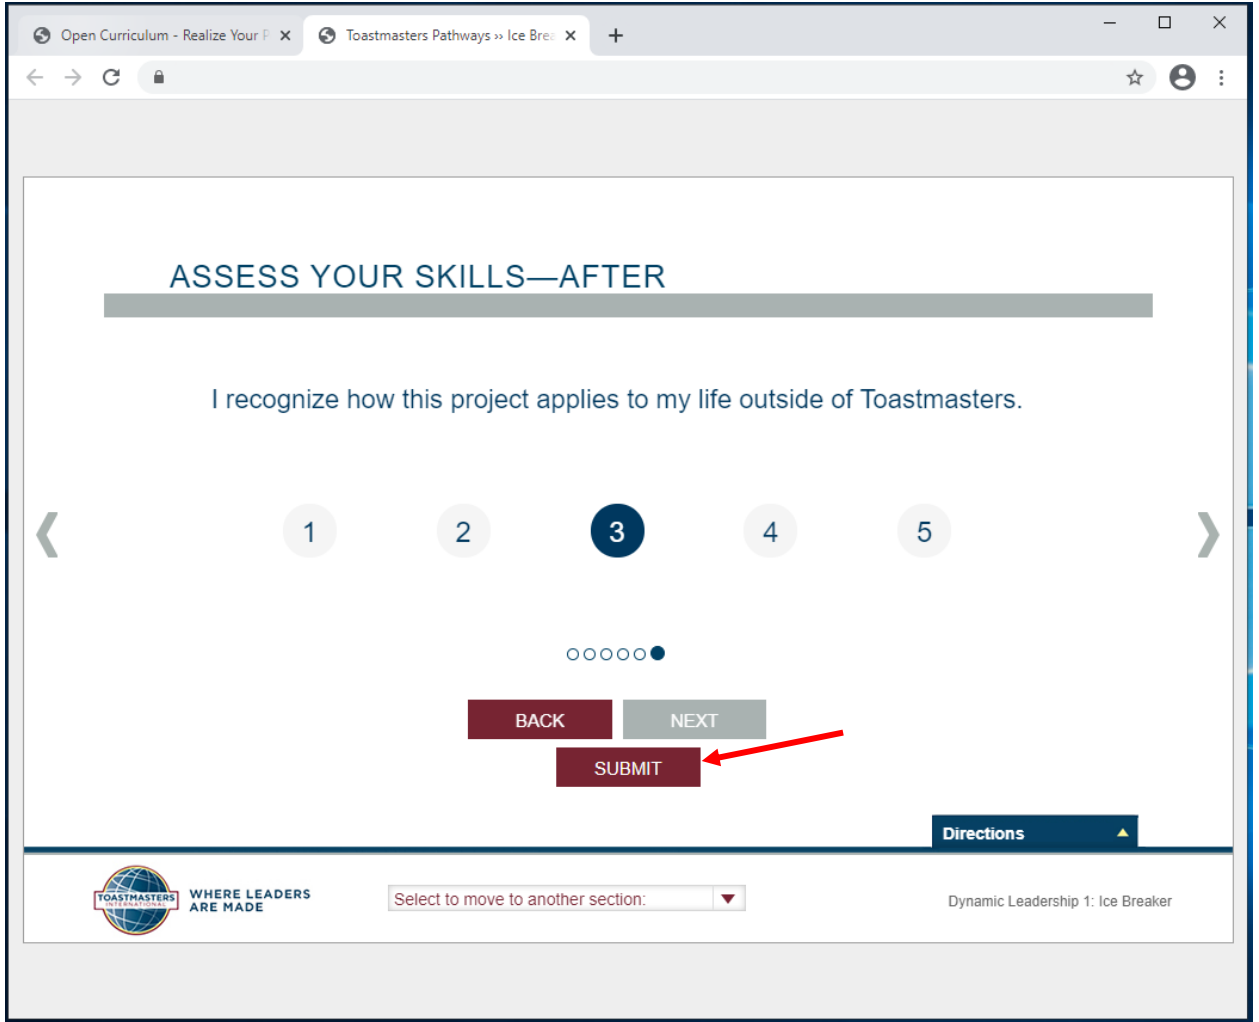 Open Curriculum - Realize Your P
Toastmasters Pathways ›› Ice Brea
ASSESS YOUR SKILLS—AFTER
I recognize how this project applies to my life outside of Toastmasters.
1 2 3 4 5
BACK NEXT
SUBMIT
Directions
TOASTMASTERS
INTERNATIONAL
WHERE LEADERS
ARE MADE
Select to move to another section:
Dynamic Leadership 1: Ice Breaker